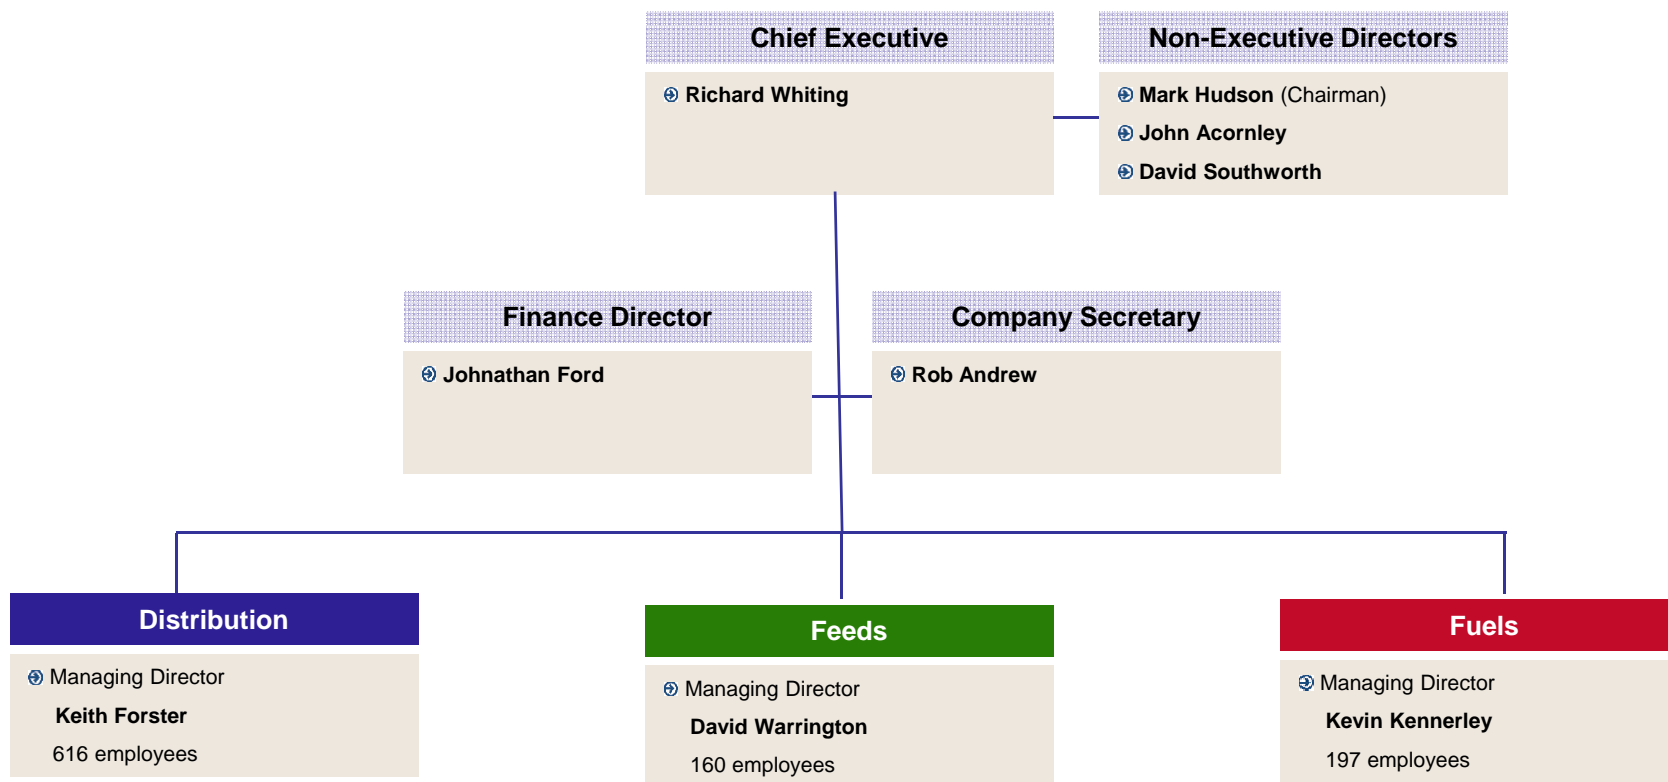 Chief Executive
Richard Whiting
Non-Executive Directors
Mark Hudson (Chairman)
John Acornley
David Southworth
Finance Director
Johnathan Ford
Company Secretary
Rob Andrew
Distribution
Managing Director
Keith Forster
616 employees
Feeds
Managing Director
David Warrington
160 employees
Fuels
Managing Director
Kevin Kennerley
197 employees